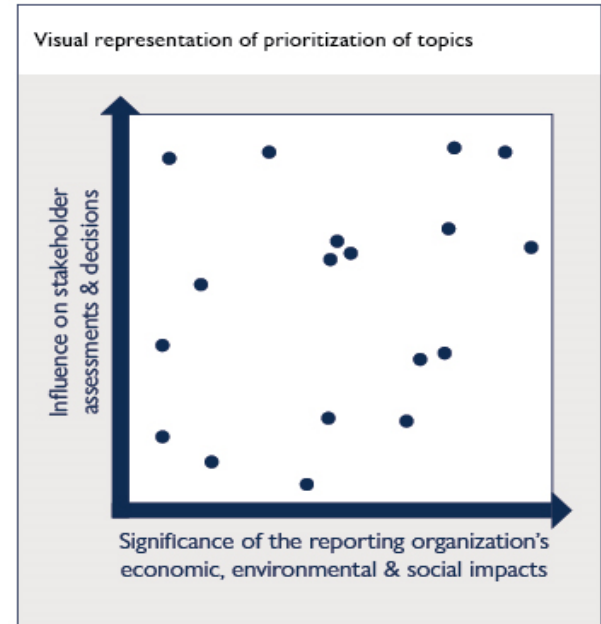 Visual representation of prioritization of topics
Influence on stakeholder
assessments & decisions
Significance of the reporting organization's
economic, environmental & social impacts